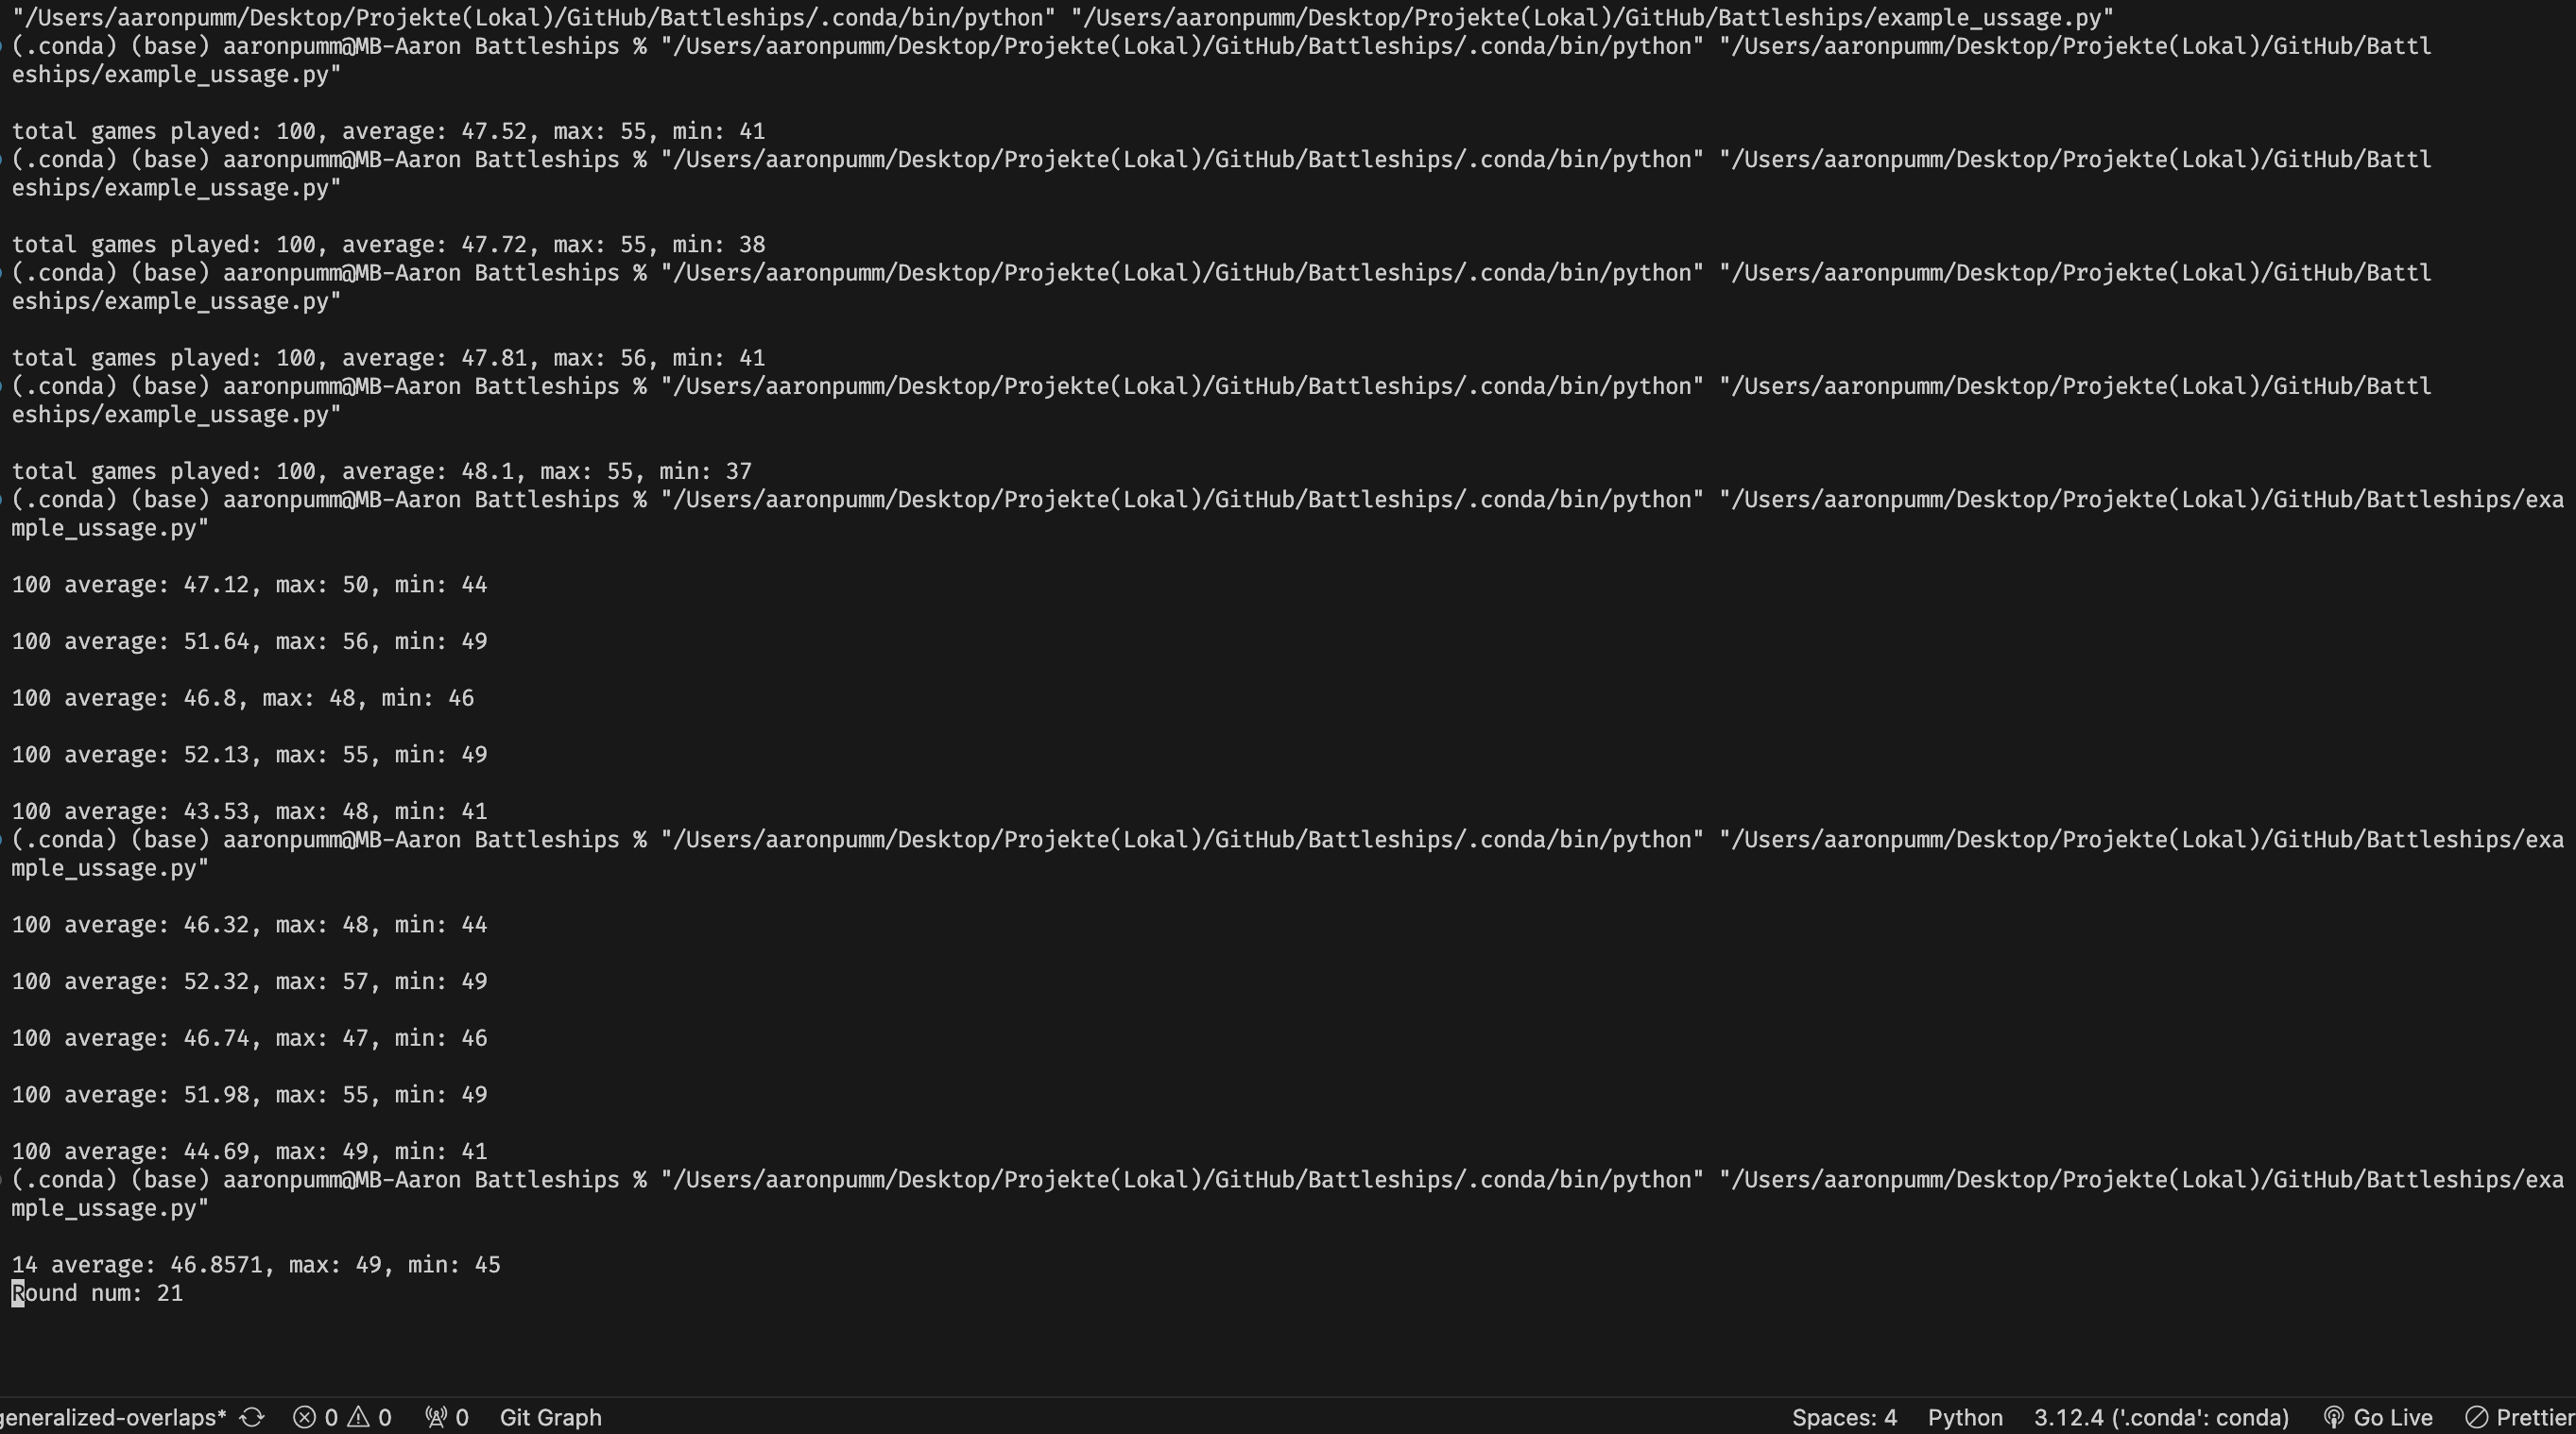 "/Users/aaronpumm/Desktop/Projekte(Lokal)/GitHub/Battleships/.conda/bin/python" "/Users/aaronpumm/Desktop/Projekte(Lokal)/GitHub/Battleships/example_ussage.py"
(.conda) (base) aaronpumm@MB-Aaron Battleships % "/Users/aaronpumm/Desktop/Projekte(Lokal)/GitHub/Battleships/.conda/bin/python" "/Users/aaronpumm/Desktop/Projekte(Lokal)/GitHub/Battl
eships/example_ussage.py"
total games played: 100, average: 47.52, max: 55, min: 41
(.conda) (base) aaronpumm@MB-Aaron Battleships % "/Users/aaronpumm/Desktop/Projekte(Lokal)/GitHub/Battleships/.conda/bin/python" "/Users/aaronpumm/Desktop/Projekte(Lokal)/GitHub/Battl
eships/example_ussage.py"
total games played: 100, average: 47.72, max: 55, min: 38
(.conda) (base) aaronpumm@MB-Aaron Battleships % "/Users/aaronpumm/Desktop/Projekte(Lokal)/GitHub/Battleships/.conda/bin/python" "/Users/aaronpumm/Desktop/Projekte(Lokal)/GitHub/Battl
eships/example_ussage.py"
total games played: 100, average: 47.81, max: 56, min: 41
(.conda) (base) aaronpumm@MB-Aaron Battleships % "/Users/aaronpumm/Desktop/Projekte(Lokal)/GitHub/Battleships/.conda/bin/python" "/Users/aaronpumm/Desktop/Projekte(Lokal)/GitHub/Battl
eships/example_ussage.py"
total games played: 100, average: 48.1, max: 55, min: 37
(.conda) (base) aaronpumm@MB-Aaron Battleships % "/Users/aaronpumm/Desktop/Projekte(Lokal)/GitHub/Battleships/.conda/bin/python" "/Users/aaronpumm/Desktop/Projekte(Lokal)/GitHub/Battleships/exa
mple_ussage.py"
100 average: 47.12, max: 50, min: 44
100 average: 51.64, max: 56, min: 49
100 average: 46.8, max: 48, min: 46
100 average: 52.13, max: 55, min: 49
100 average: 43.53, max: 48, min: 41
(.conda) (base) aaronpumm@MB-Aaron Battleships % "/Users/aaronpumm/Desktop/Projekte(Lokal)/GitHub/Battleships/.conda/bin/python" "/Users/aaronpumm/Desktop/Projekte(Lokal)/GitHub/Battleships/exa
mple_ussage.py"
100 average: 46.32, max: 48, min: 44
100 average: 52.32, max: 57, min: 49
100 average: 46.74, max: 47, min: 46
100 average: 51.98, max: 55, min: 49
100 average: 44.69, max: 49, min: 41
(.conda) (base) aaronpumm@MB-Aaron Battleships % "/Users/aaronpumm/Desktop/Projekte(Lokal)/GitHub/Battleships/.conda/bin/python" "/Users/aaronpumm/Desktop/Projekte(Lokal)/GitHub/Battleships/exa
mple_ussage.py"
14 average: 46.8571, max: 49, min: 45
Round num: 21
generalized-overlaps* 0 0 0 Git Graph Spaces: 4 Python 3.12.4 ('.conda': conda) Go Live Prettier